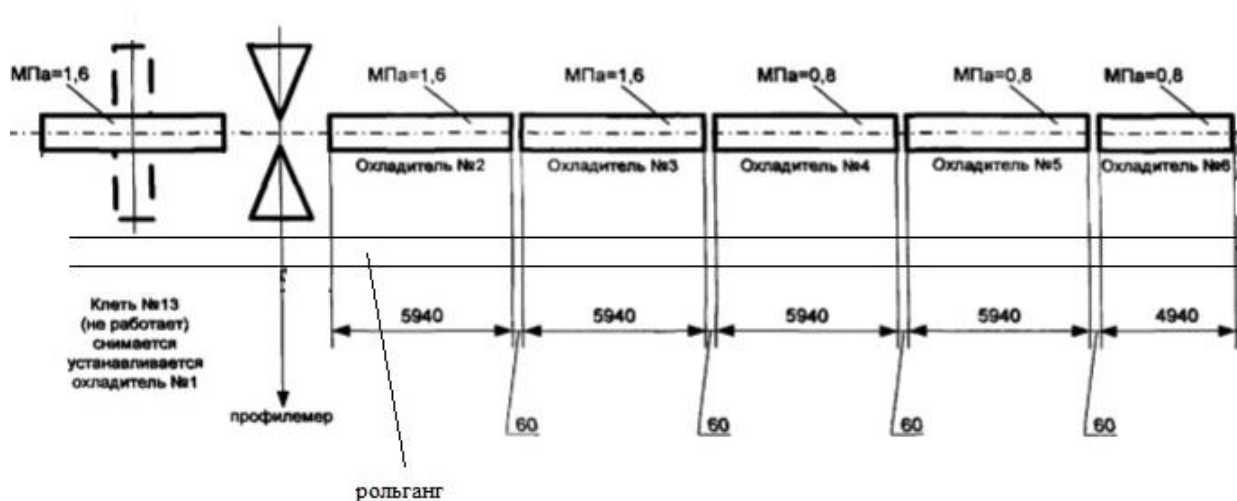 МПа=1,6
МПа=1,6
МПа=1,6
МПа=0,8
МПа=0,8
МПа=0,8
Охладитель №2
Охладитель №3
Охладитель №4
Охладитель №5
Охладитель №6
Клеть №13
(не работает)
снимается
устанавливается
охладитель №1
5940
5940
5940
5940
4940
профилемер
60
60
60
60
рольганг